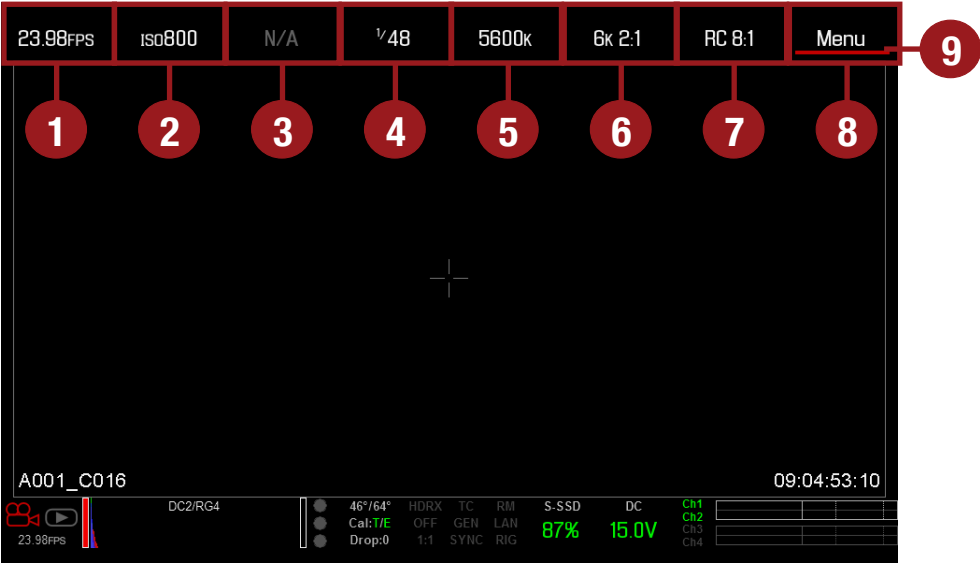 23.98FPS ISO800 N/A 1/48 5600K 6K 2:1 RC 8:1 Menu
9
1 2 3 4 5 6 7 8
A001_C016 09:04:53:10
DC2/RG4 46°/64° HDRX TC RM S-SSD DC Ch1
Cal:T/E OFF GEN LAN 87% 15.0V Ch2
23.98FPS Drop:0 1:1 SYNC RIG Ch3
Ch4